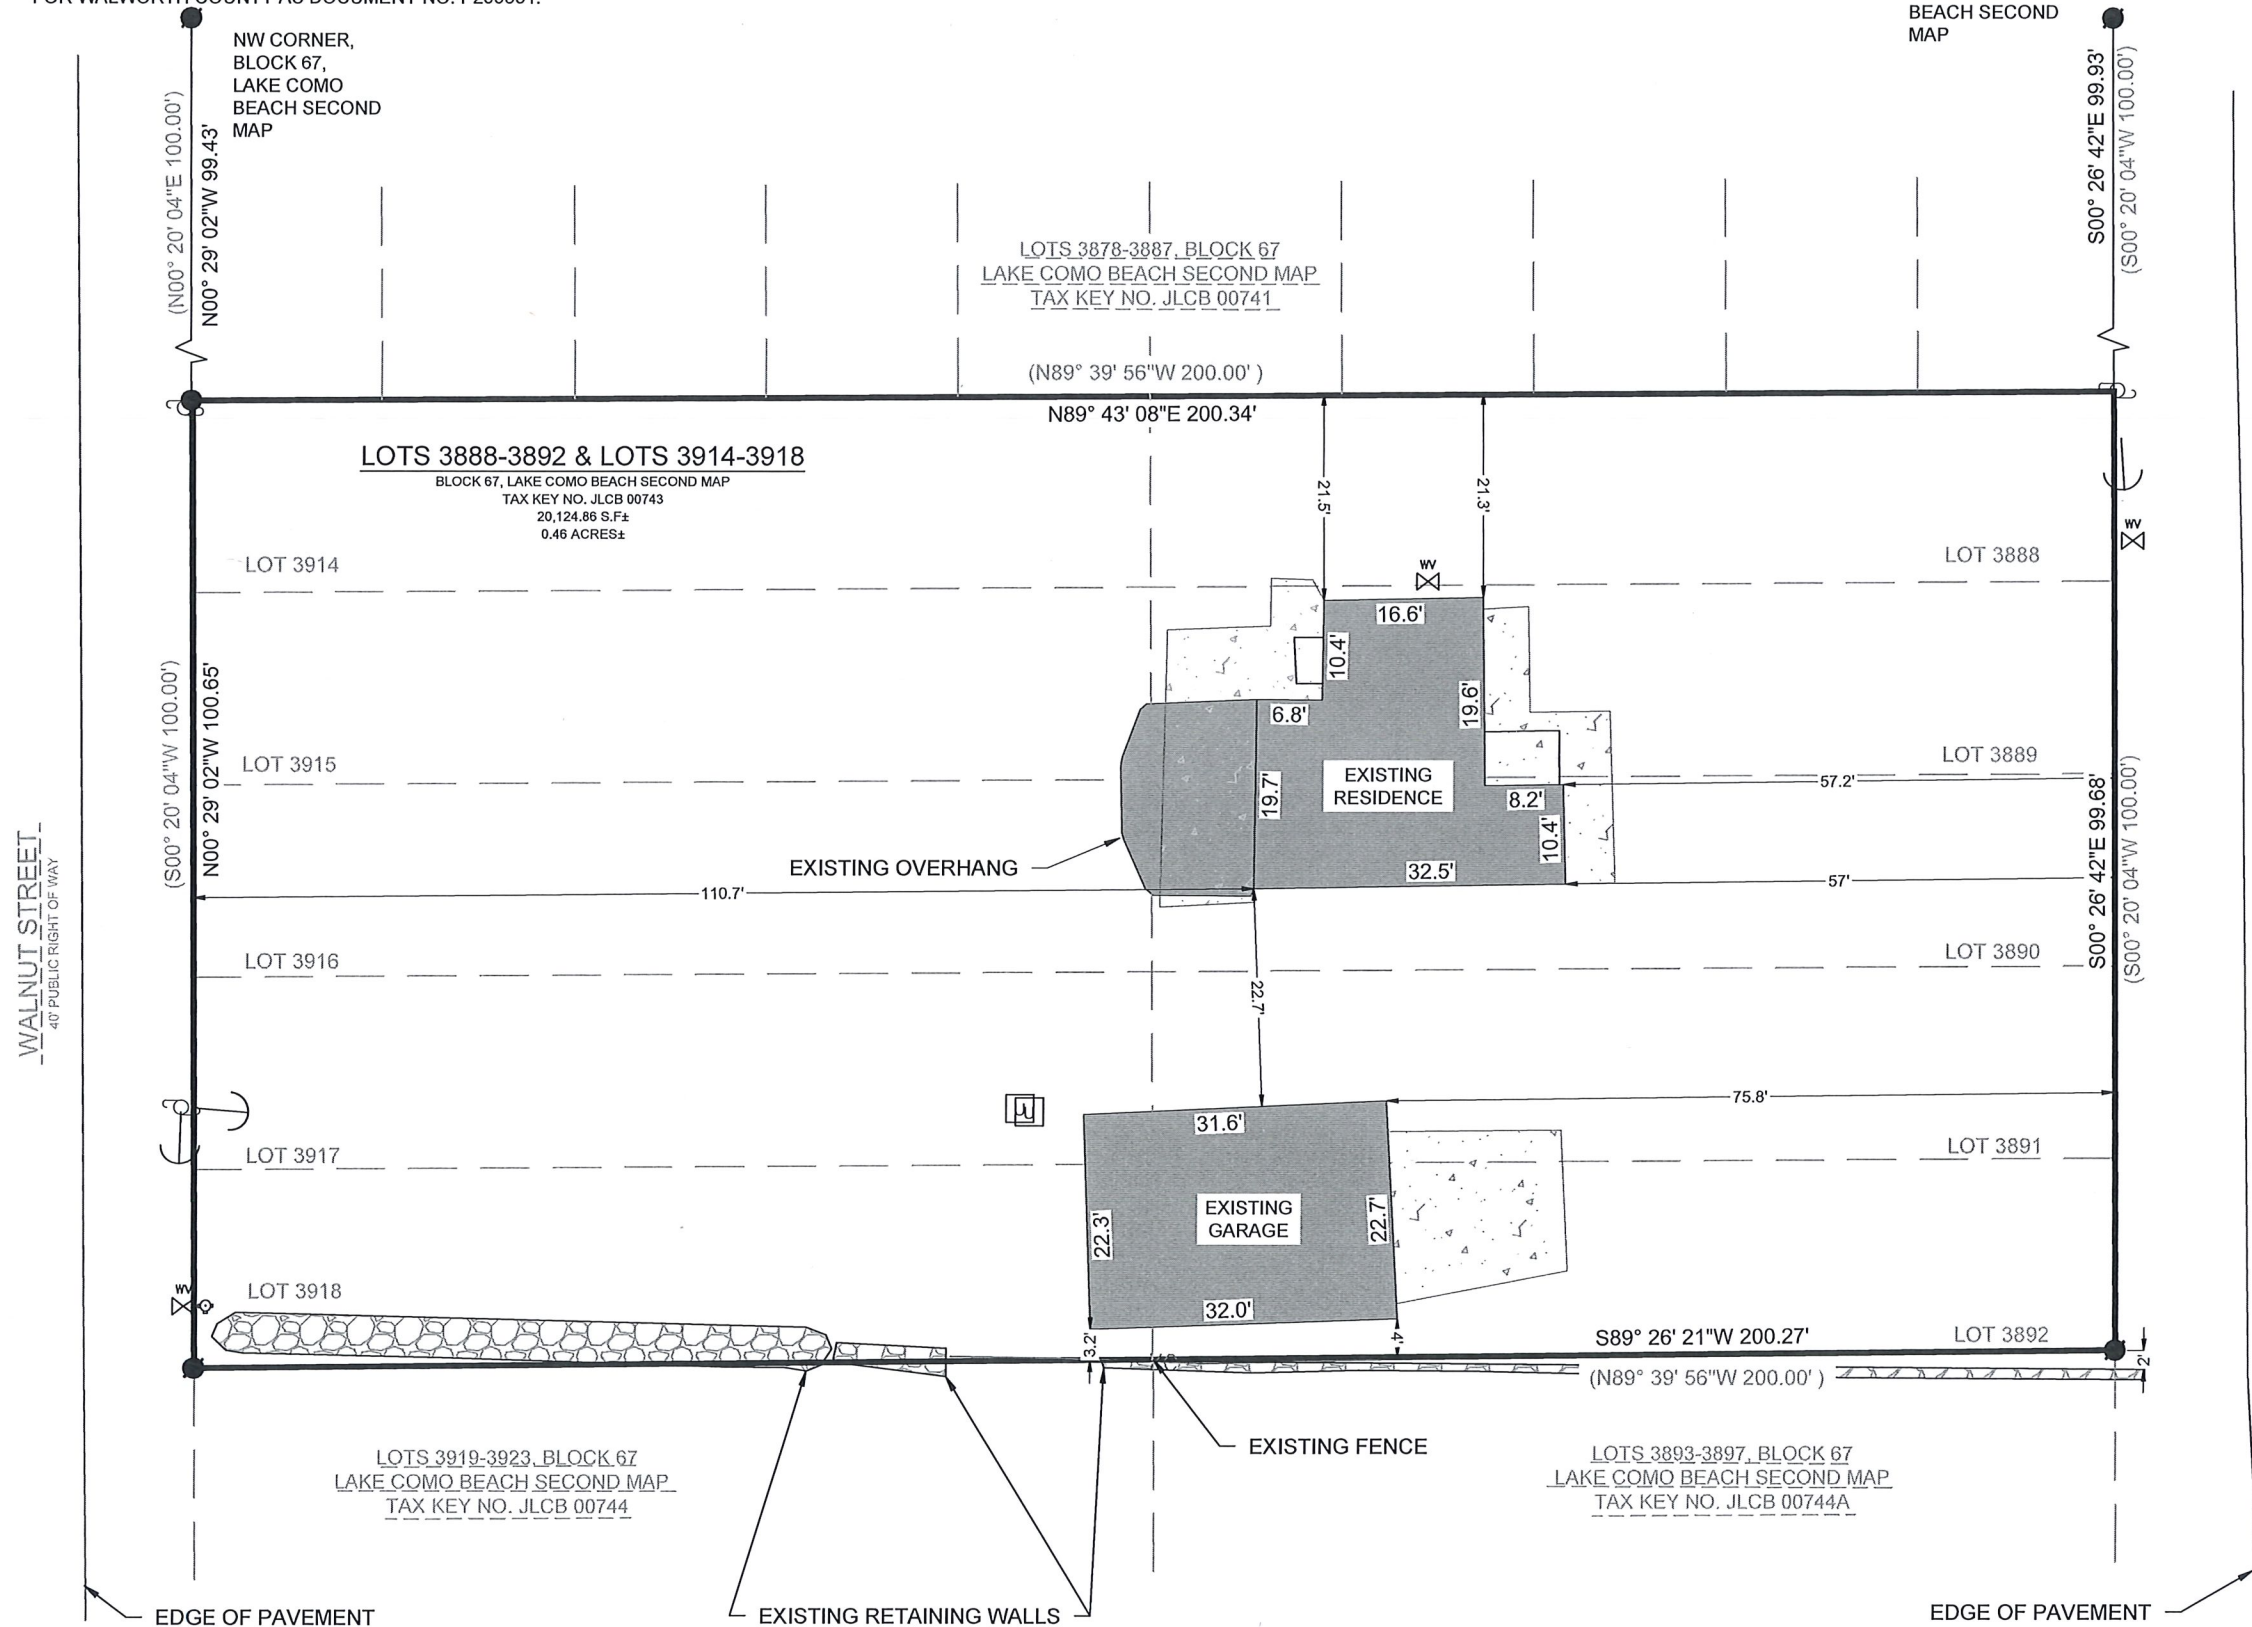 NW CORNER,
BLOCK 67,
LAKE COMO
BEACH SECOND
MAP
BEACH SECOND
MAP
(N00° 20' 04"E 100.00')
N00° 29' 02"W 99.43'
S00° 26' 42"E 99.93'
(S00° 20' 04"W 100.00')
LOTS 3878-3887, BLOCK 67
LAKE COMO BEACH SECOND MAP
TAX KEY NO. JLCB 00741
(N89° 39' 56"W 200.00' )
N89° 43' 08"E 200.34'
LOTS 3888-3892 & LOTS 3914-3918
BLOCK 67, LAKE COMO BEACH SECOND MAP
TAX KEY NO. JLCB 00743
20,124.86 S.F±
0.46 ACRES±
21.5'
21.3'
WV
WV
LOT 3914
LOT 3888
16.6'
10.4'
19.6'
6.8'
(S00° 20' 04"W 100.00')
N00° 29' 02"W 100.65'
LOT 3915
LOT 3889
EXISTING
RESIDENCE
19.7'
57.2'
8.2'
10.4'
32.5'
EXISTING OVERHANG
110.7'
57'
S00° 26' 42"E 99.68'
(S00° 20' 04"W 100.00')
WALNUT STREET
40' PUBLIC RIGHT OF WAY
LOT 3916
LOT 3890
22.7'
75.8'
31.6'
LOT 3917
LOT 3891
EXISTING
GARAGE
22.3'
22.7'
WV
LOT 3918
32.0'
3.2'
4'
S89° 26' 21"W 200.27'
LOT 3892
(N89° 39' 56"W 200.00' )
2'
EXISTING FENCE
LOTS 3919-3923, BLOCK 67
LAKE COMO BEACH SECOND MAP
TAX KEY NO. JLCB 00744
LOTS 3893-3897, BLOCK 67
LAKE COMO BEACH SECOND MAP
TAX KEY NO. JLCB 00744A
EDGE OF PAVEMENT
EXISTING RETAINING WALLS
EDGE OF PAVEMENT